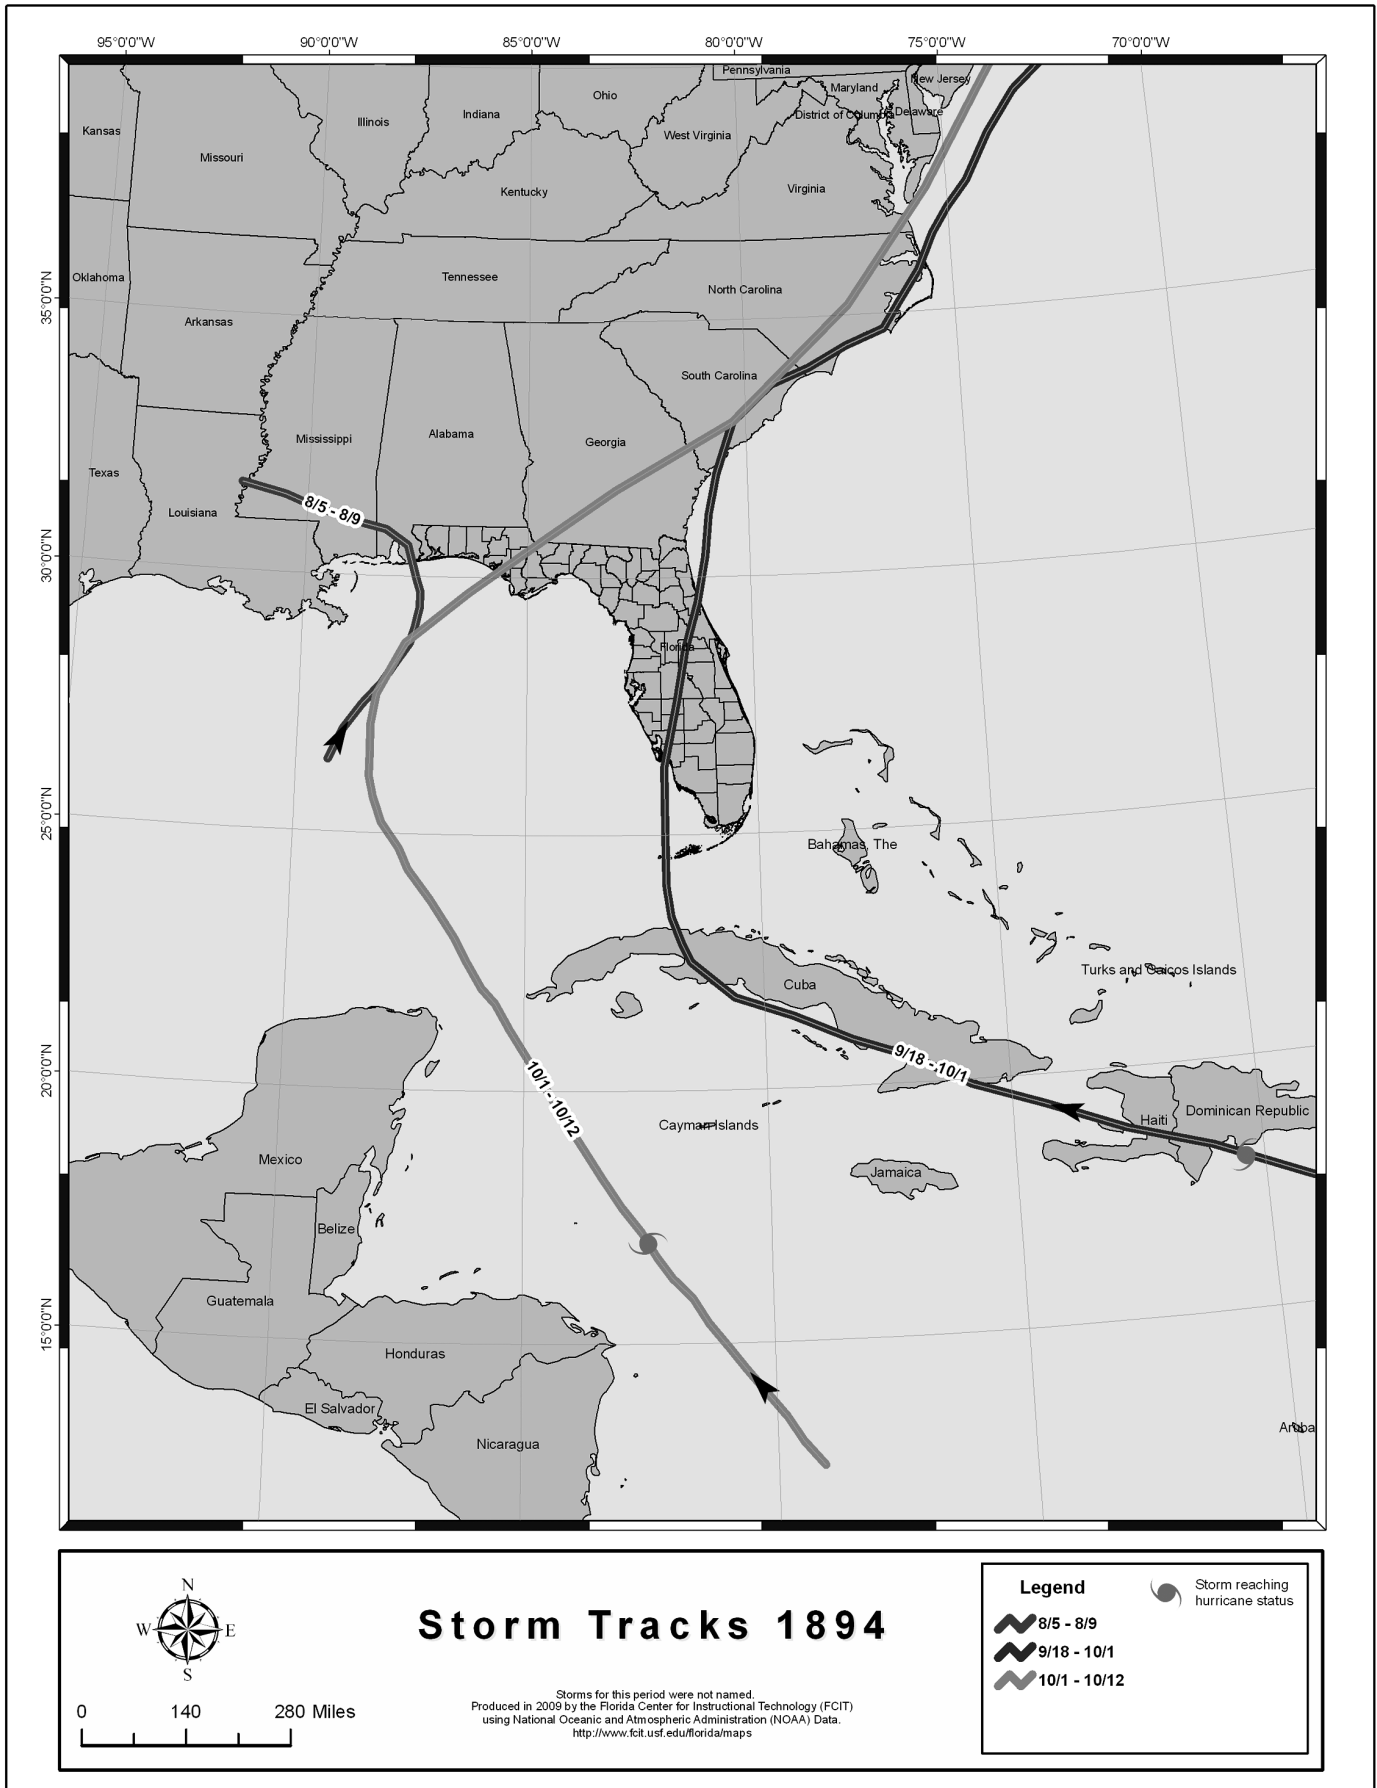 95°0'0"W 90°0'0"W 85°0'0"W 80°0'0"W 75°0'0"W 70°0'0"W
Pennsylvania
New Jersey
Maryland
Ohio
Delaware
District of Columbia
Indiana
Illinois
Kansas
West Virginia
Missouri
Virginia
Kentucky
Oklahoma
Tennessee
North Carolina
35°0'0"N
Arkansas
South Carolina
Mississippi
Alabama
Georgia
Texas
Louisiana
8/5 - 8/9
30°0'0"N
Florida
25°0'0"N
Bahamas, The
Turks and Caicos Islands
Cuba
9/18 - 10/1
20°0'0"N
10/1 - 10/12
Dominican Republic
Haiti
Cayman Islands
Mexico
Jamaica
Belize
Guatemala
15°0'0"N
Honduras
El Salvador
Aruba
Nicaragua
N
W E
S
0 140 280 Miles
Storm Tracks 1894
Storms for this period were not named.
Produced in 2009 by the Florida Center for Instructional Technology (FCIT)
using National Oceanic and Atmospheric Administration (NOAA) Data.
http://www.fcit.usf.edu/florida/maps
Legend
8/5 - 8/9
9/18 - 10/1
10/1 - 10/12
Storm reaching
hurricane status